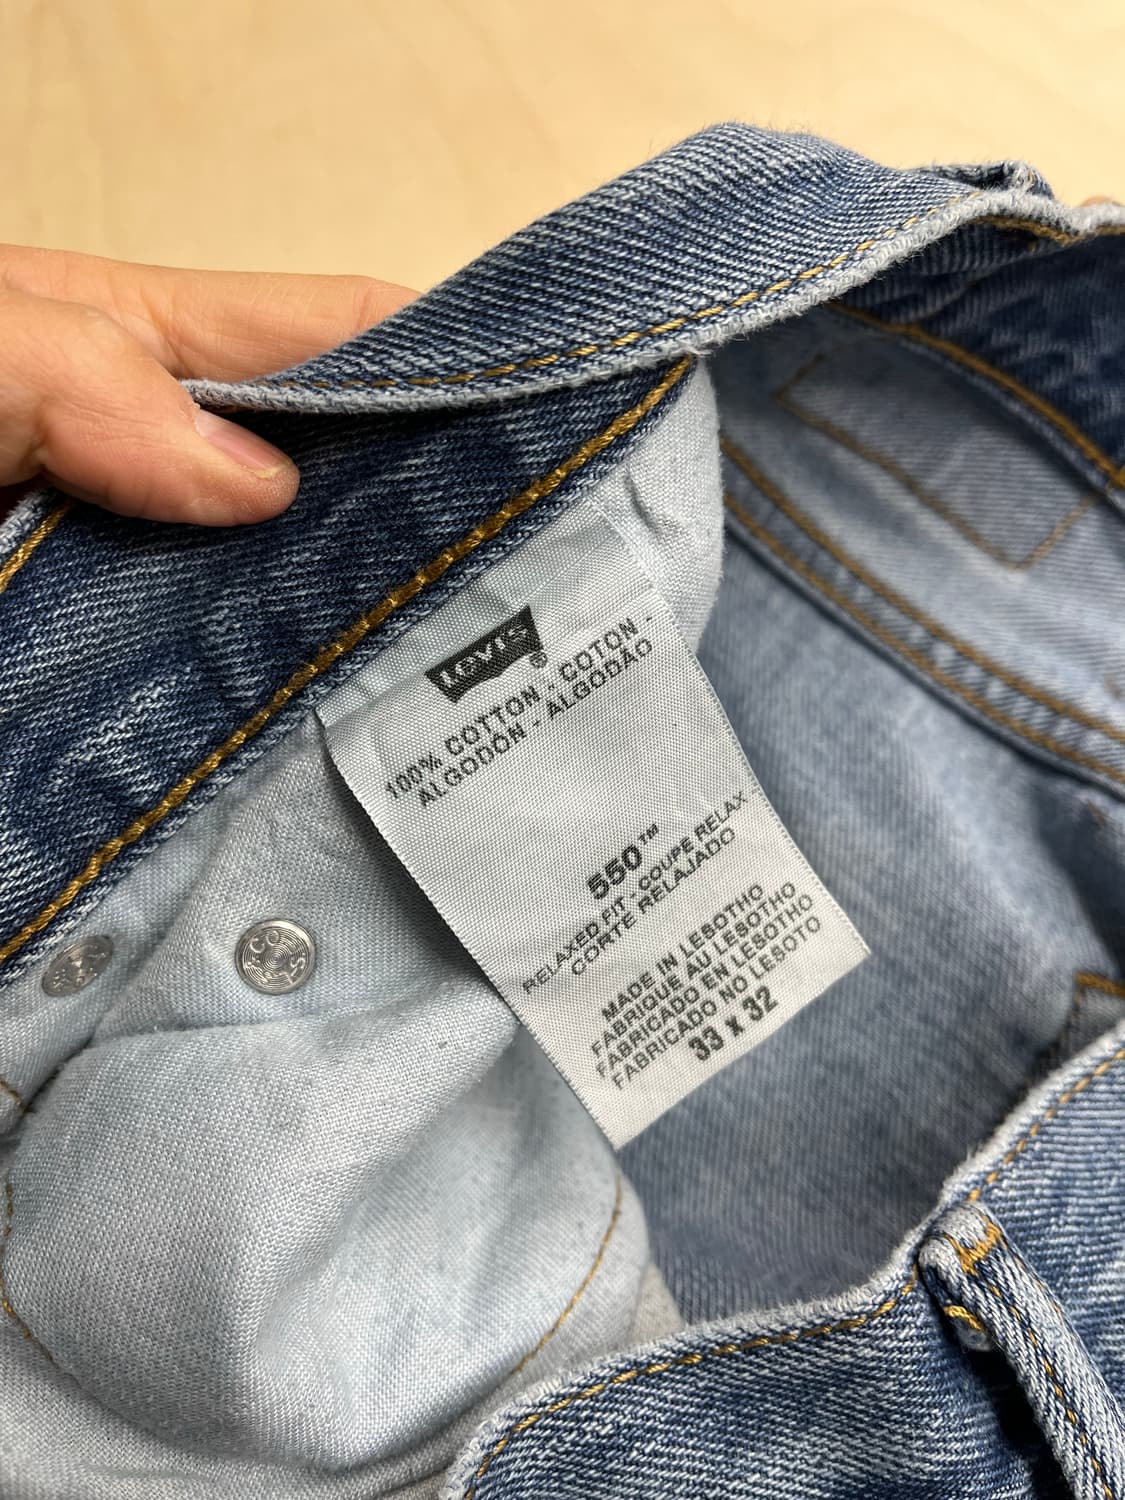 Levi's®
100% COTTON - COTON -
ALGODON - ALGODÃO
550™
RELAXED FIT - COUPE RELAX -
CORTE RELAJADO
MADE IN LESOTHO
FABRIQUE AU LESOTHO
FABRICADO EN LESOTHO
FABRICADO NO LESOTO
33 x 32